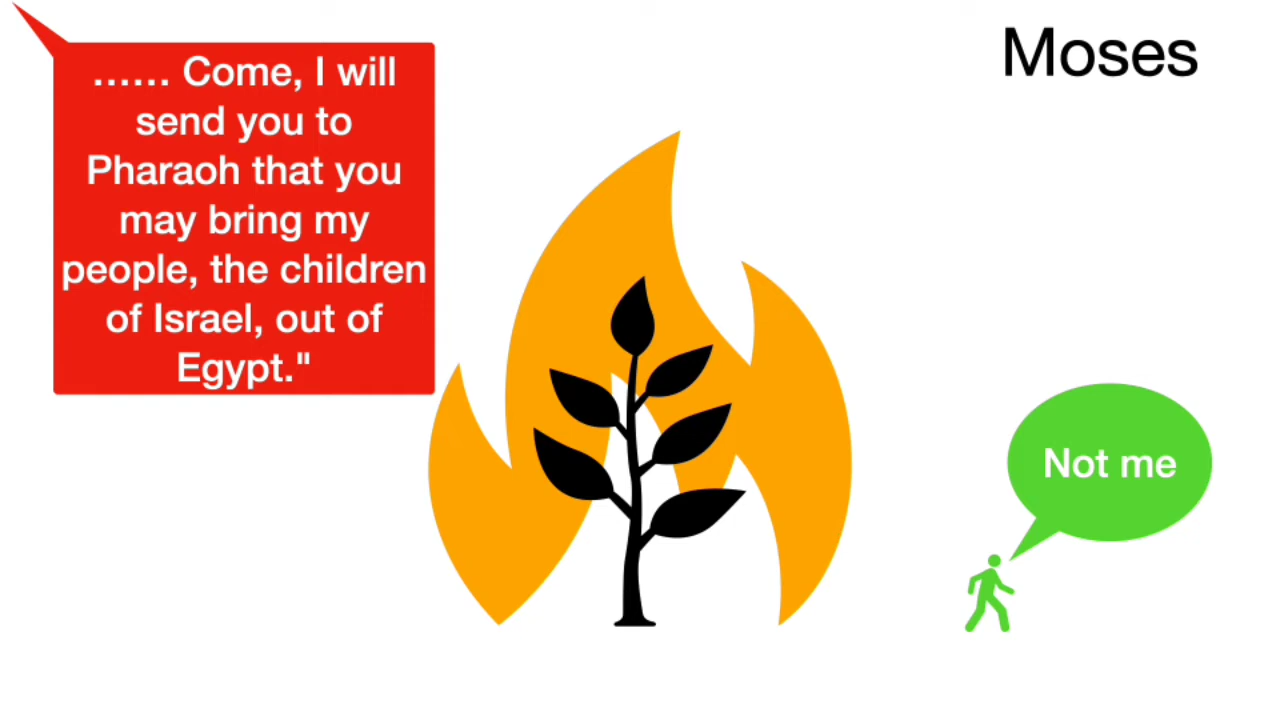 Moses
...... Come, I will
send you to
Pharaoh that you
may bring my
people, the children
of Israel, out of
Egypt."
Not me